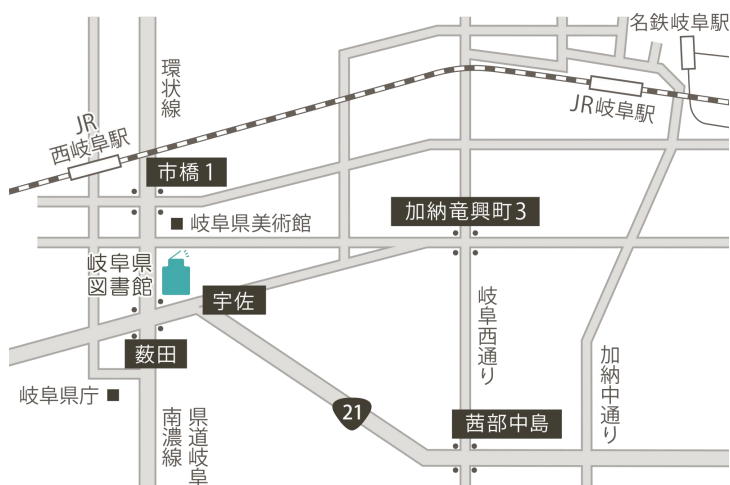 名鉄岐阜駅
環状線
JR岐阜駅
JR
西岐阜駅
市橋1
加納竜興町3
岐阜県美術館
岐阜県
図書館
宇佐
岐阜西通り
薮田
加納中通り
岐阜県庁
21
茜部中島
県道岐阜
南濃線